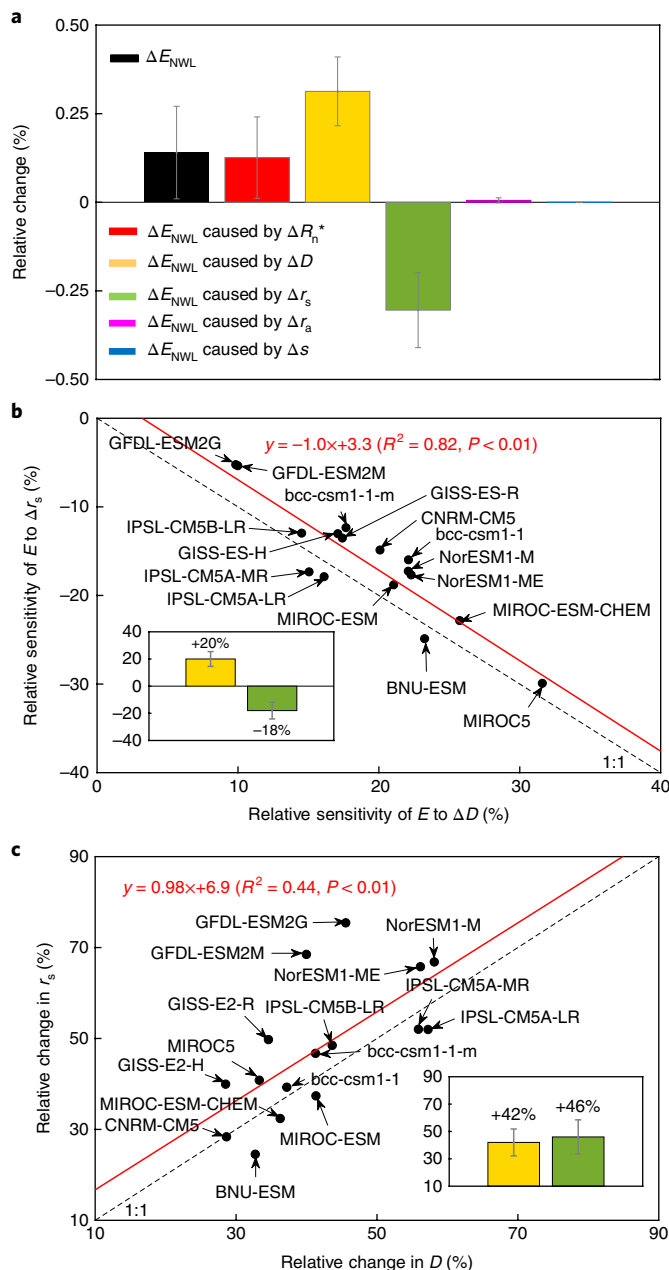 a
0.50
0.25
0
−0.25
−0.50
Relative change (%)
ΔE_NWL
ΔE_NWL caused by ΔR_n*
ΔE_NWL caused by ΔD
ΔE_NWL caused by Δr_s
ΔE_NWL caused by Δr_a
ΔE_NWL caused by Δs
b
0
−10
−20
−30
−40
Relative sensitivity of E to Δr_s (%)
y = −1.0×+3.3 (R² = 0.82, P < 0.01)
GFDL-ESM2G
GFDL-ESM2M
bcc-csm1-1-m
GISS-ES-R
IPSL-CM5B-LR
CNRM-CM5
bcc-csm1-1
GISS-ES-H
NorESM1-M
IPSL-CM5A-MR
NorESM1-ME
IPSL-CM5A-LR
MIROC-ESM
MIROC-ESM-CHEM
BNU-ESM
MIROC5
40
20
0
−20
−40
+20%
−18%
1:1
0 10 20 30 40
Relative sensitivity of E to ΔD (%)
c
90
70
50
30
10
Relative change in r_s (%)
y = 0.98×+6.9 (R² = 0.44, P < 0.01)
GFDL-ESM2G
NorESM1-M
GFDL-ESM2M
NorESM1-ME
IPSL-CM5A-MR
GISS-E2-R
IPSL-CM5B-LR
IPSL-CM5A-LR
MIROC5
bcc-csm1-1-m
GISS-E2-H
bcc-csm1-1
MIROC-ESM-CHEM
CNRM-CM5
MIROC-ESM
BNU-ESM
90
70
50
30
10
+42%
+46%
1:1
10 30 50 70 90
Relative change in D (%)